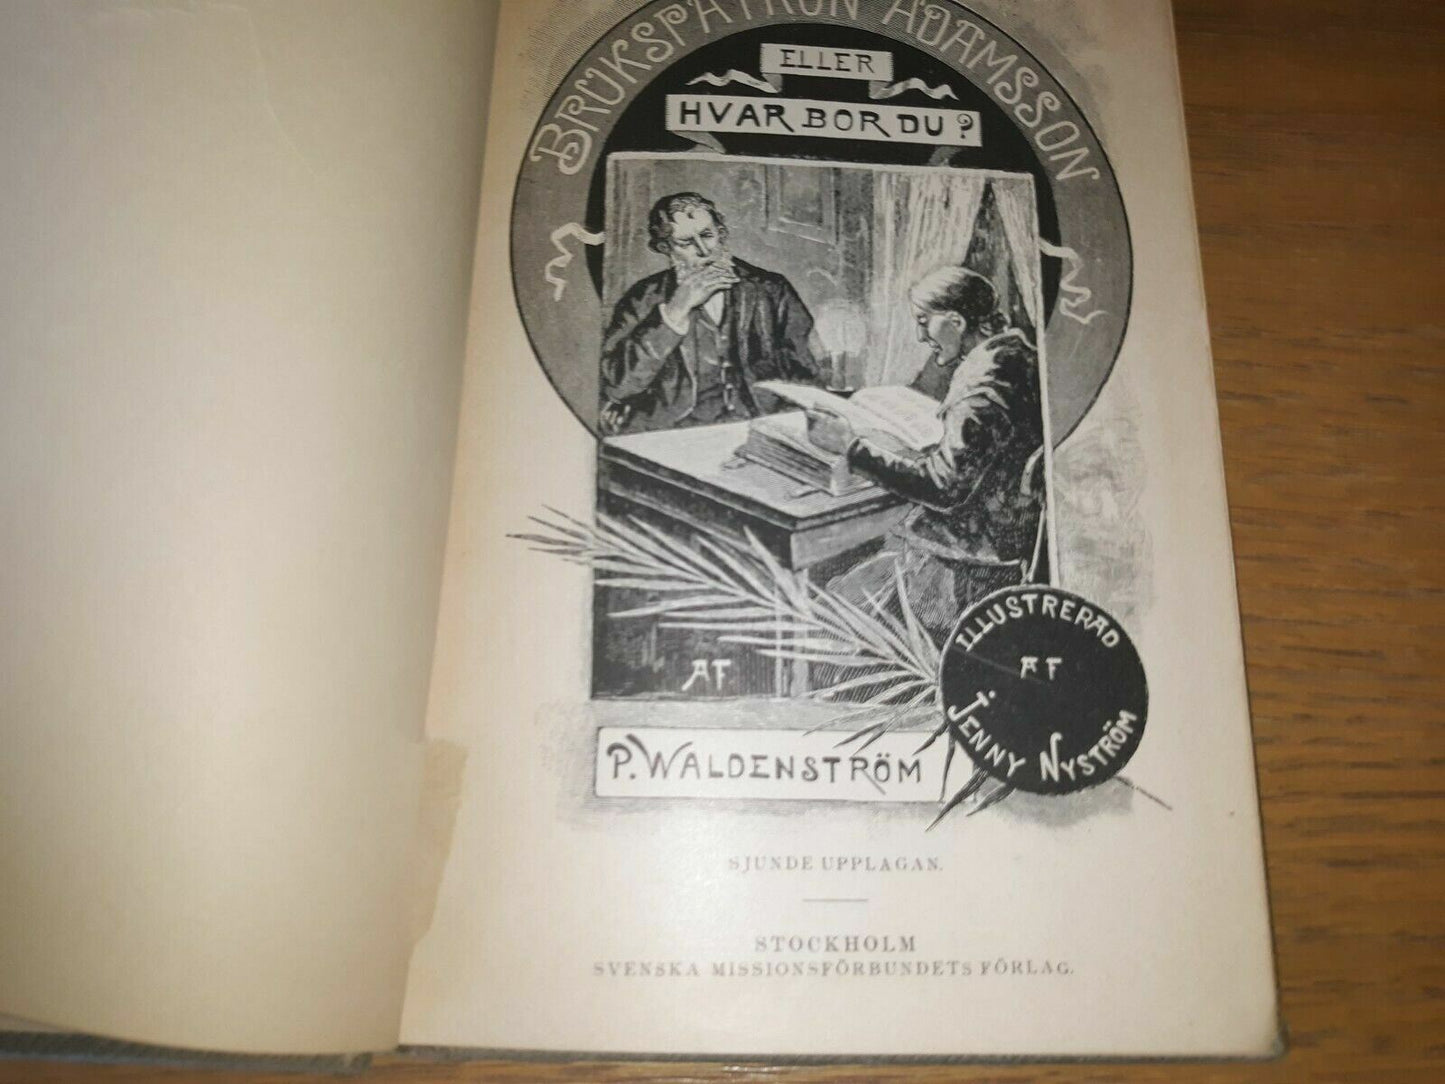 BRUKSPATRON ADAMSSON
ELLER
HVAR BOR DU?
AF
P. WALDENSTRÖM
ILLUSTRERAD
AF
JENNY NYSTRÖM
SJUNDE UPPLAGAN.
STOCKHOLM
SVENSKA MISSIONSFÖRBUNDETS FÖRLAG.